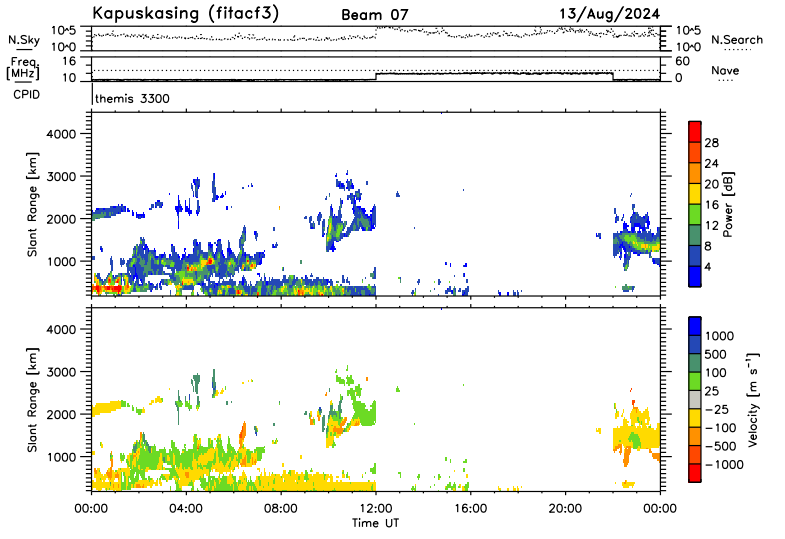 Kapuskasing (fitacf3) Beam 07 13/Aug/2024
N.Sky 10^5 10^0 10^5 10^0 N.Search
Freq. [MHz] 16 10 60 0 Nave
CPID themis 3300
Slant Range [km] 4000 3000 2000 1000
Power [dB] 28 24 20 16 12 8 4
Slant Range [km] 4000 3000 2000 1000
Velocity [m s⁻¹] 1000 500 100 25 −25 −100 −500 −1000
00:00 04:00 08:00 12:00 16:00 20:00 00:00
Time UT